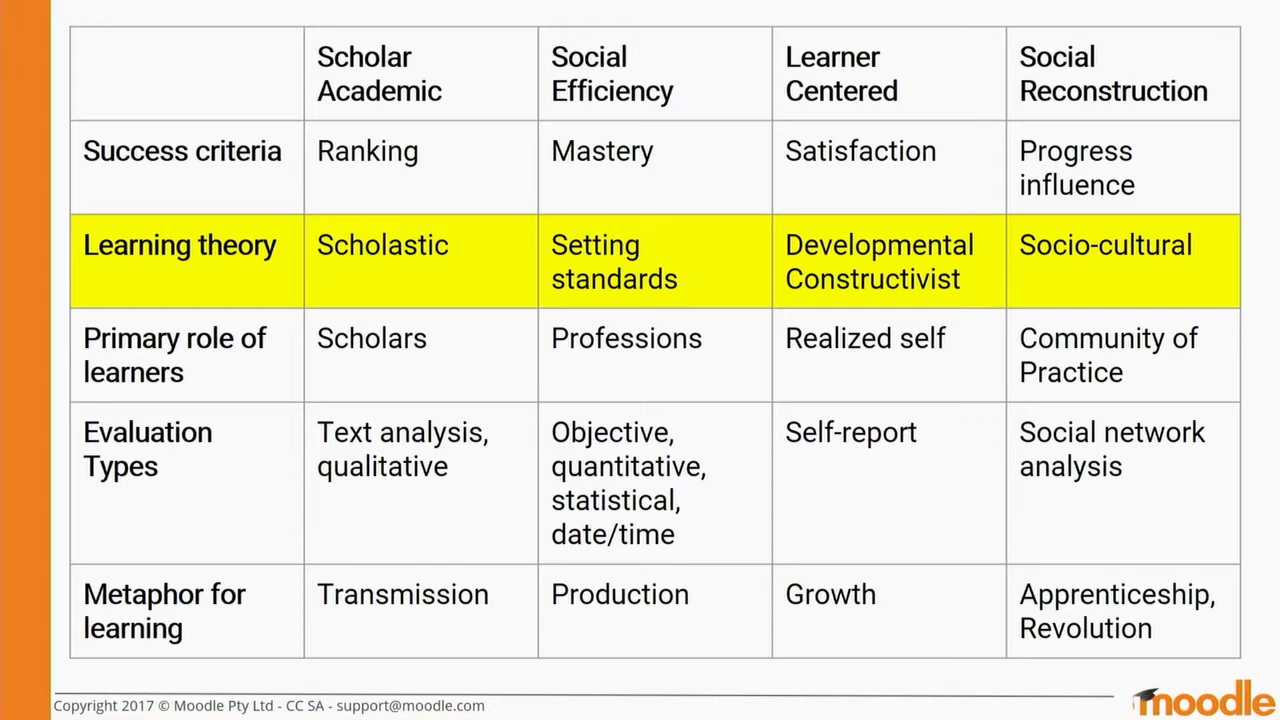 Scholar Academic
Social Efficiency
Learner Centered
Social Reconstruction
Success criteria
Ranking
Mastery
Satisfaction
Progress influence
Learning theory
Scholastic
Setting standards
Developmental Constructivist
Socio-cultural
Primary role of learners
Scholars
Professions
Realized self
Community of Practice
Evaluation Types
Text analysis, qualitative
Objective, quantitative, statistical, date/time
Self-report
Social network analysis
Metaphor for learning
Transmission
Production
Growth
Apprenticeship, Revolution
Copyright 2017 © Moodle Pty Ltd - CC SA - support@moodle.com
moodle